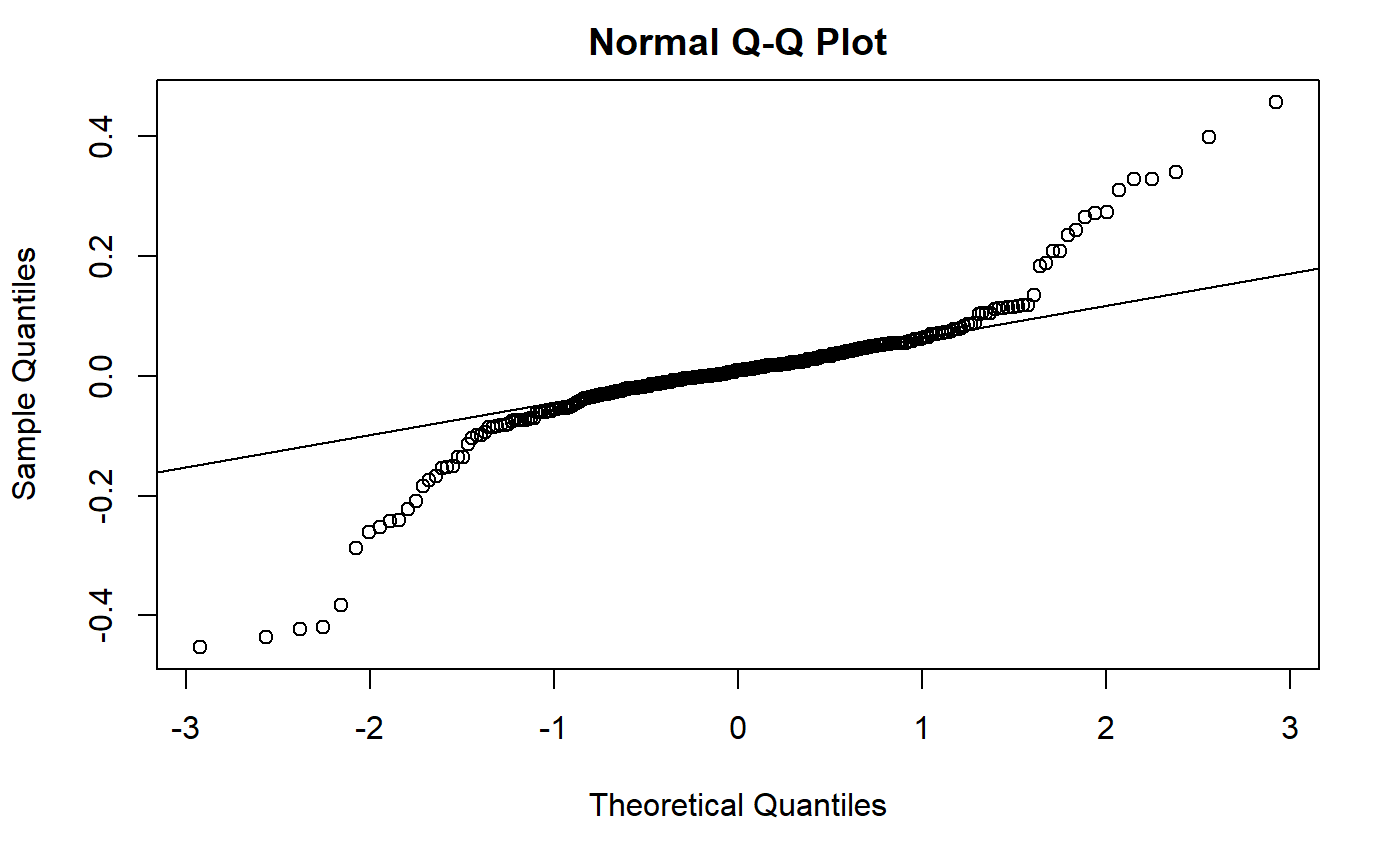 Normal Q-Q Plot
Sample Quantiles
0.4
0.2
0.0
-0.2
-0.4
-3 -2 -1 0 1 2 3
Theoretical Quantiles